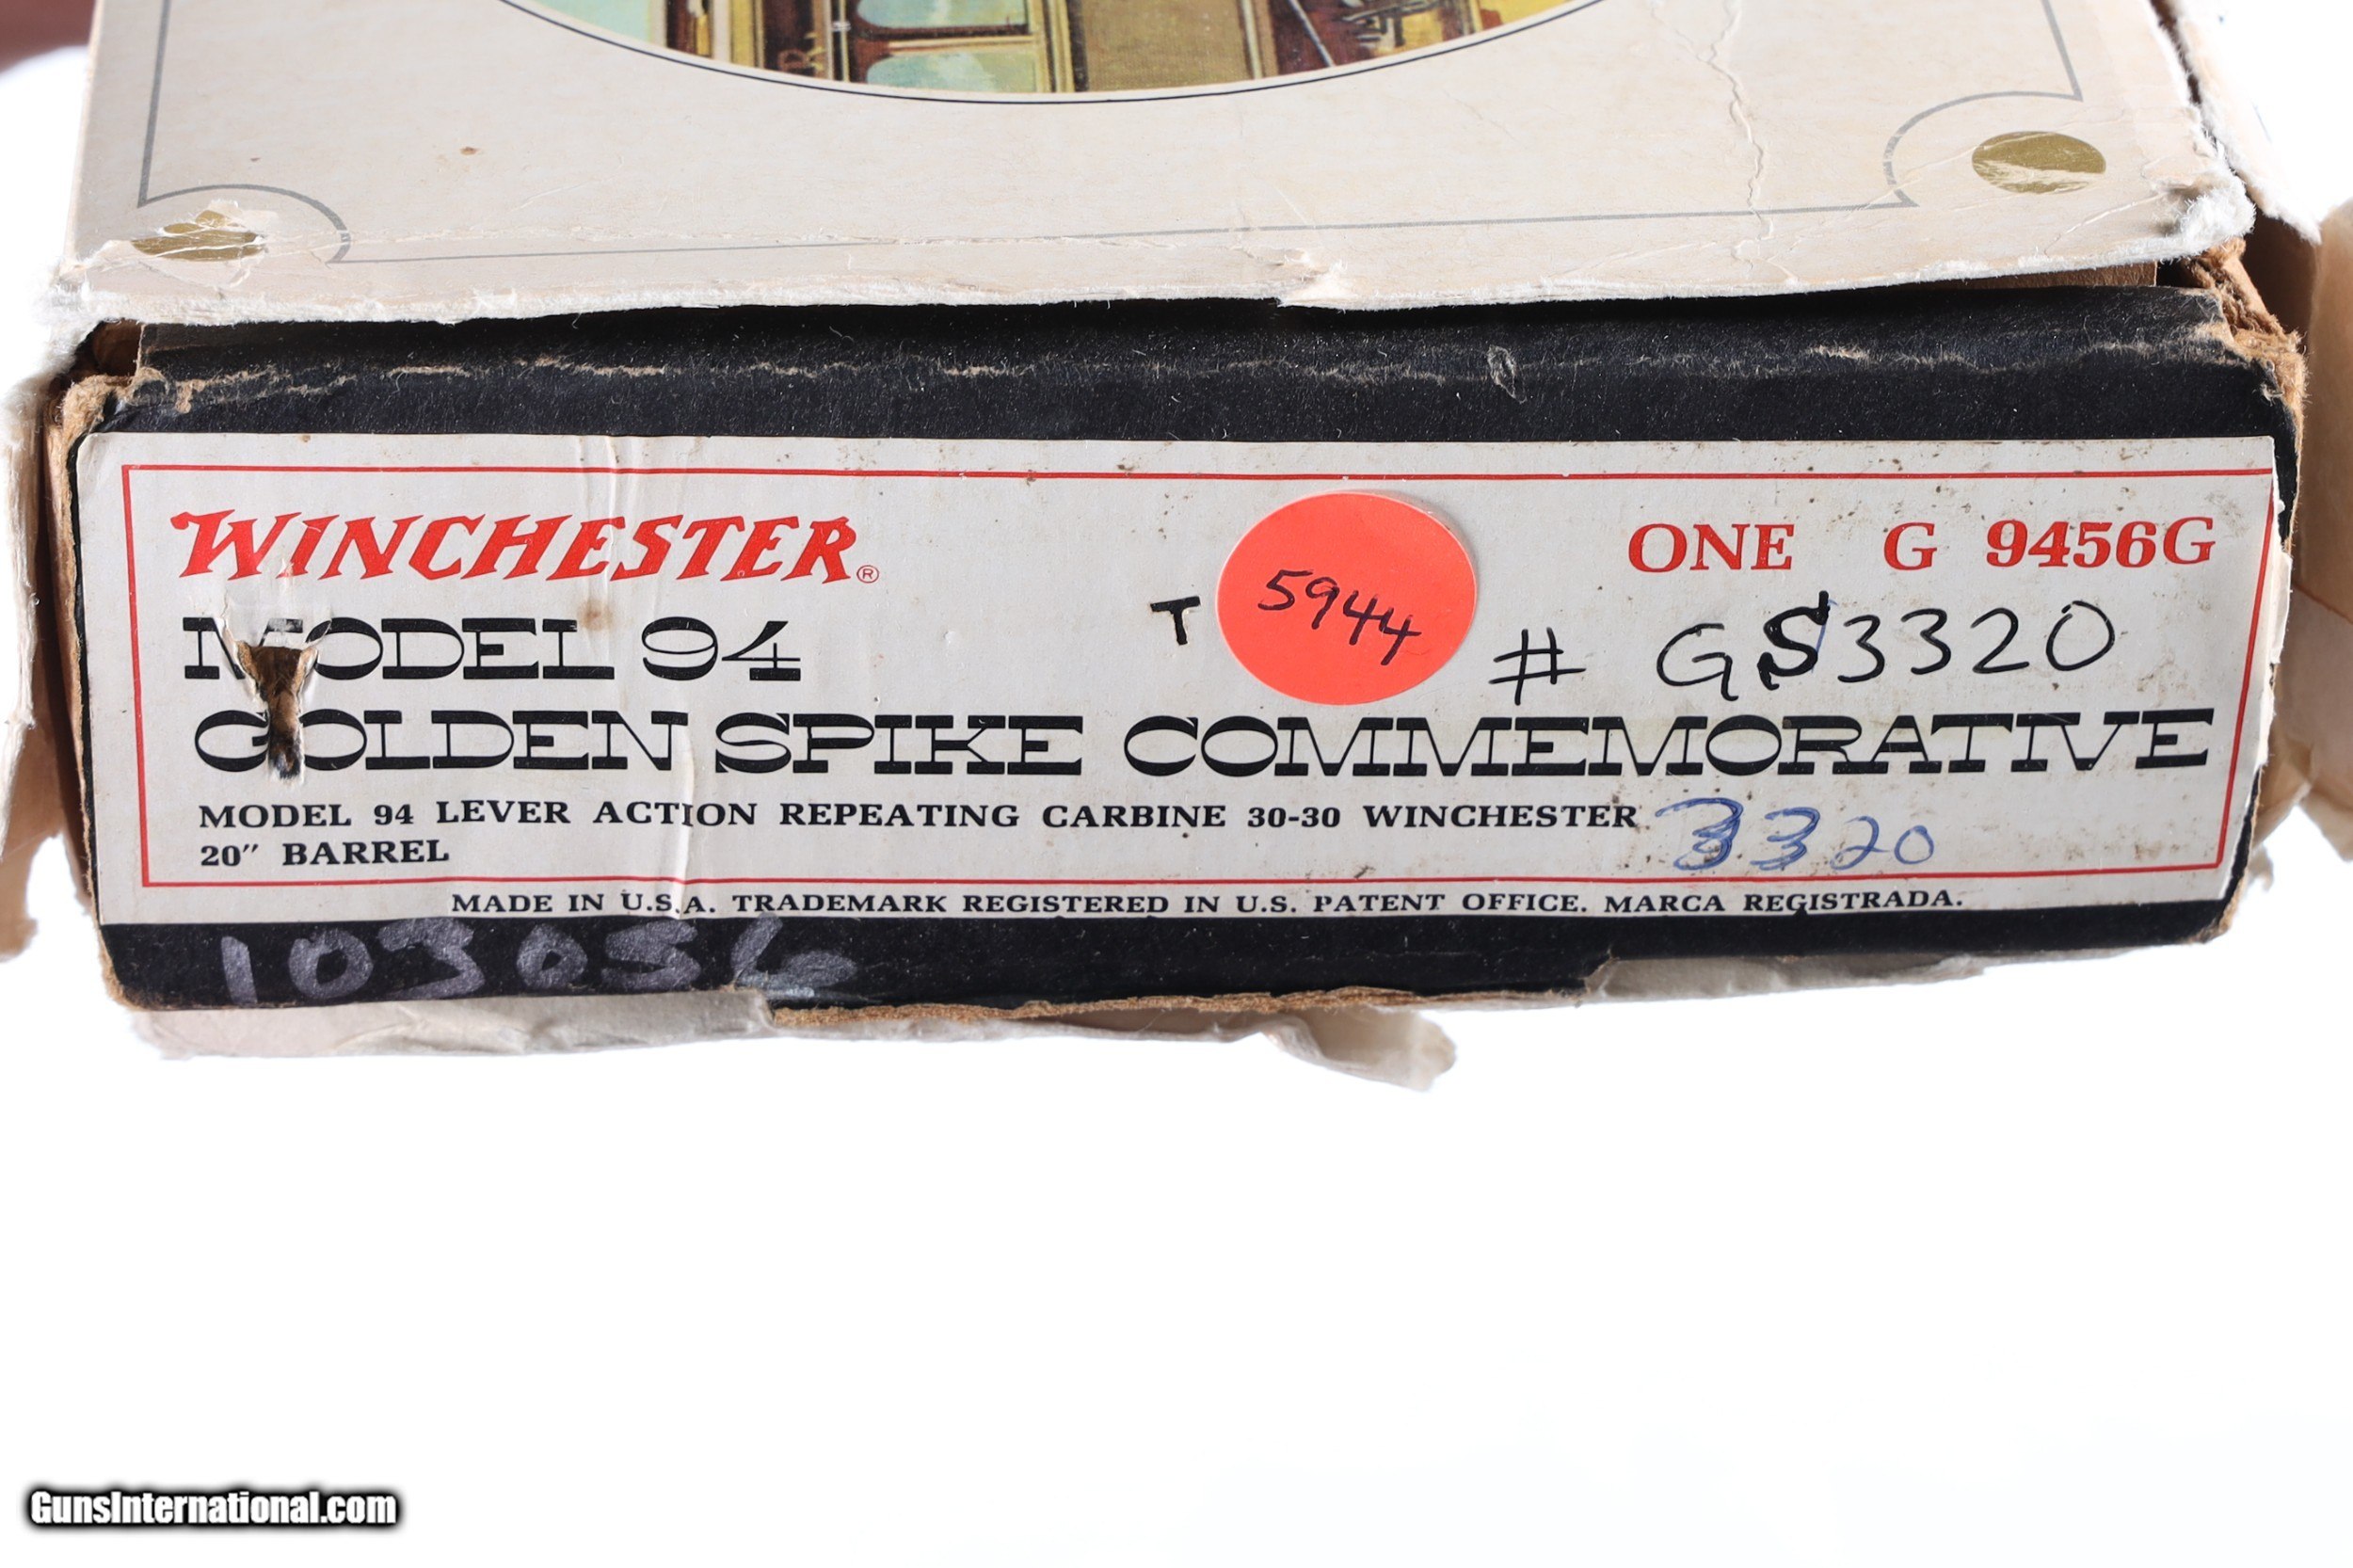 WINCHESTER®
ONE G 9456G
MODEL 94
T 5944 # GS3320
GOLDEN SPIKE COMMEMORATIVE
MODEL 94 LEVER ACTION REPEATING CARBINE 30-30 WINCHESTER 3320
20" BARREL
MADE IN U.S.A. TRADEMARK REGISTERED IN U.S. PATENT OFFICE. MARCA REGISTRADA.
103036
GunsInternational.com